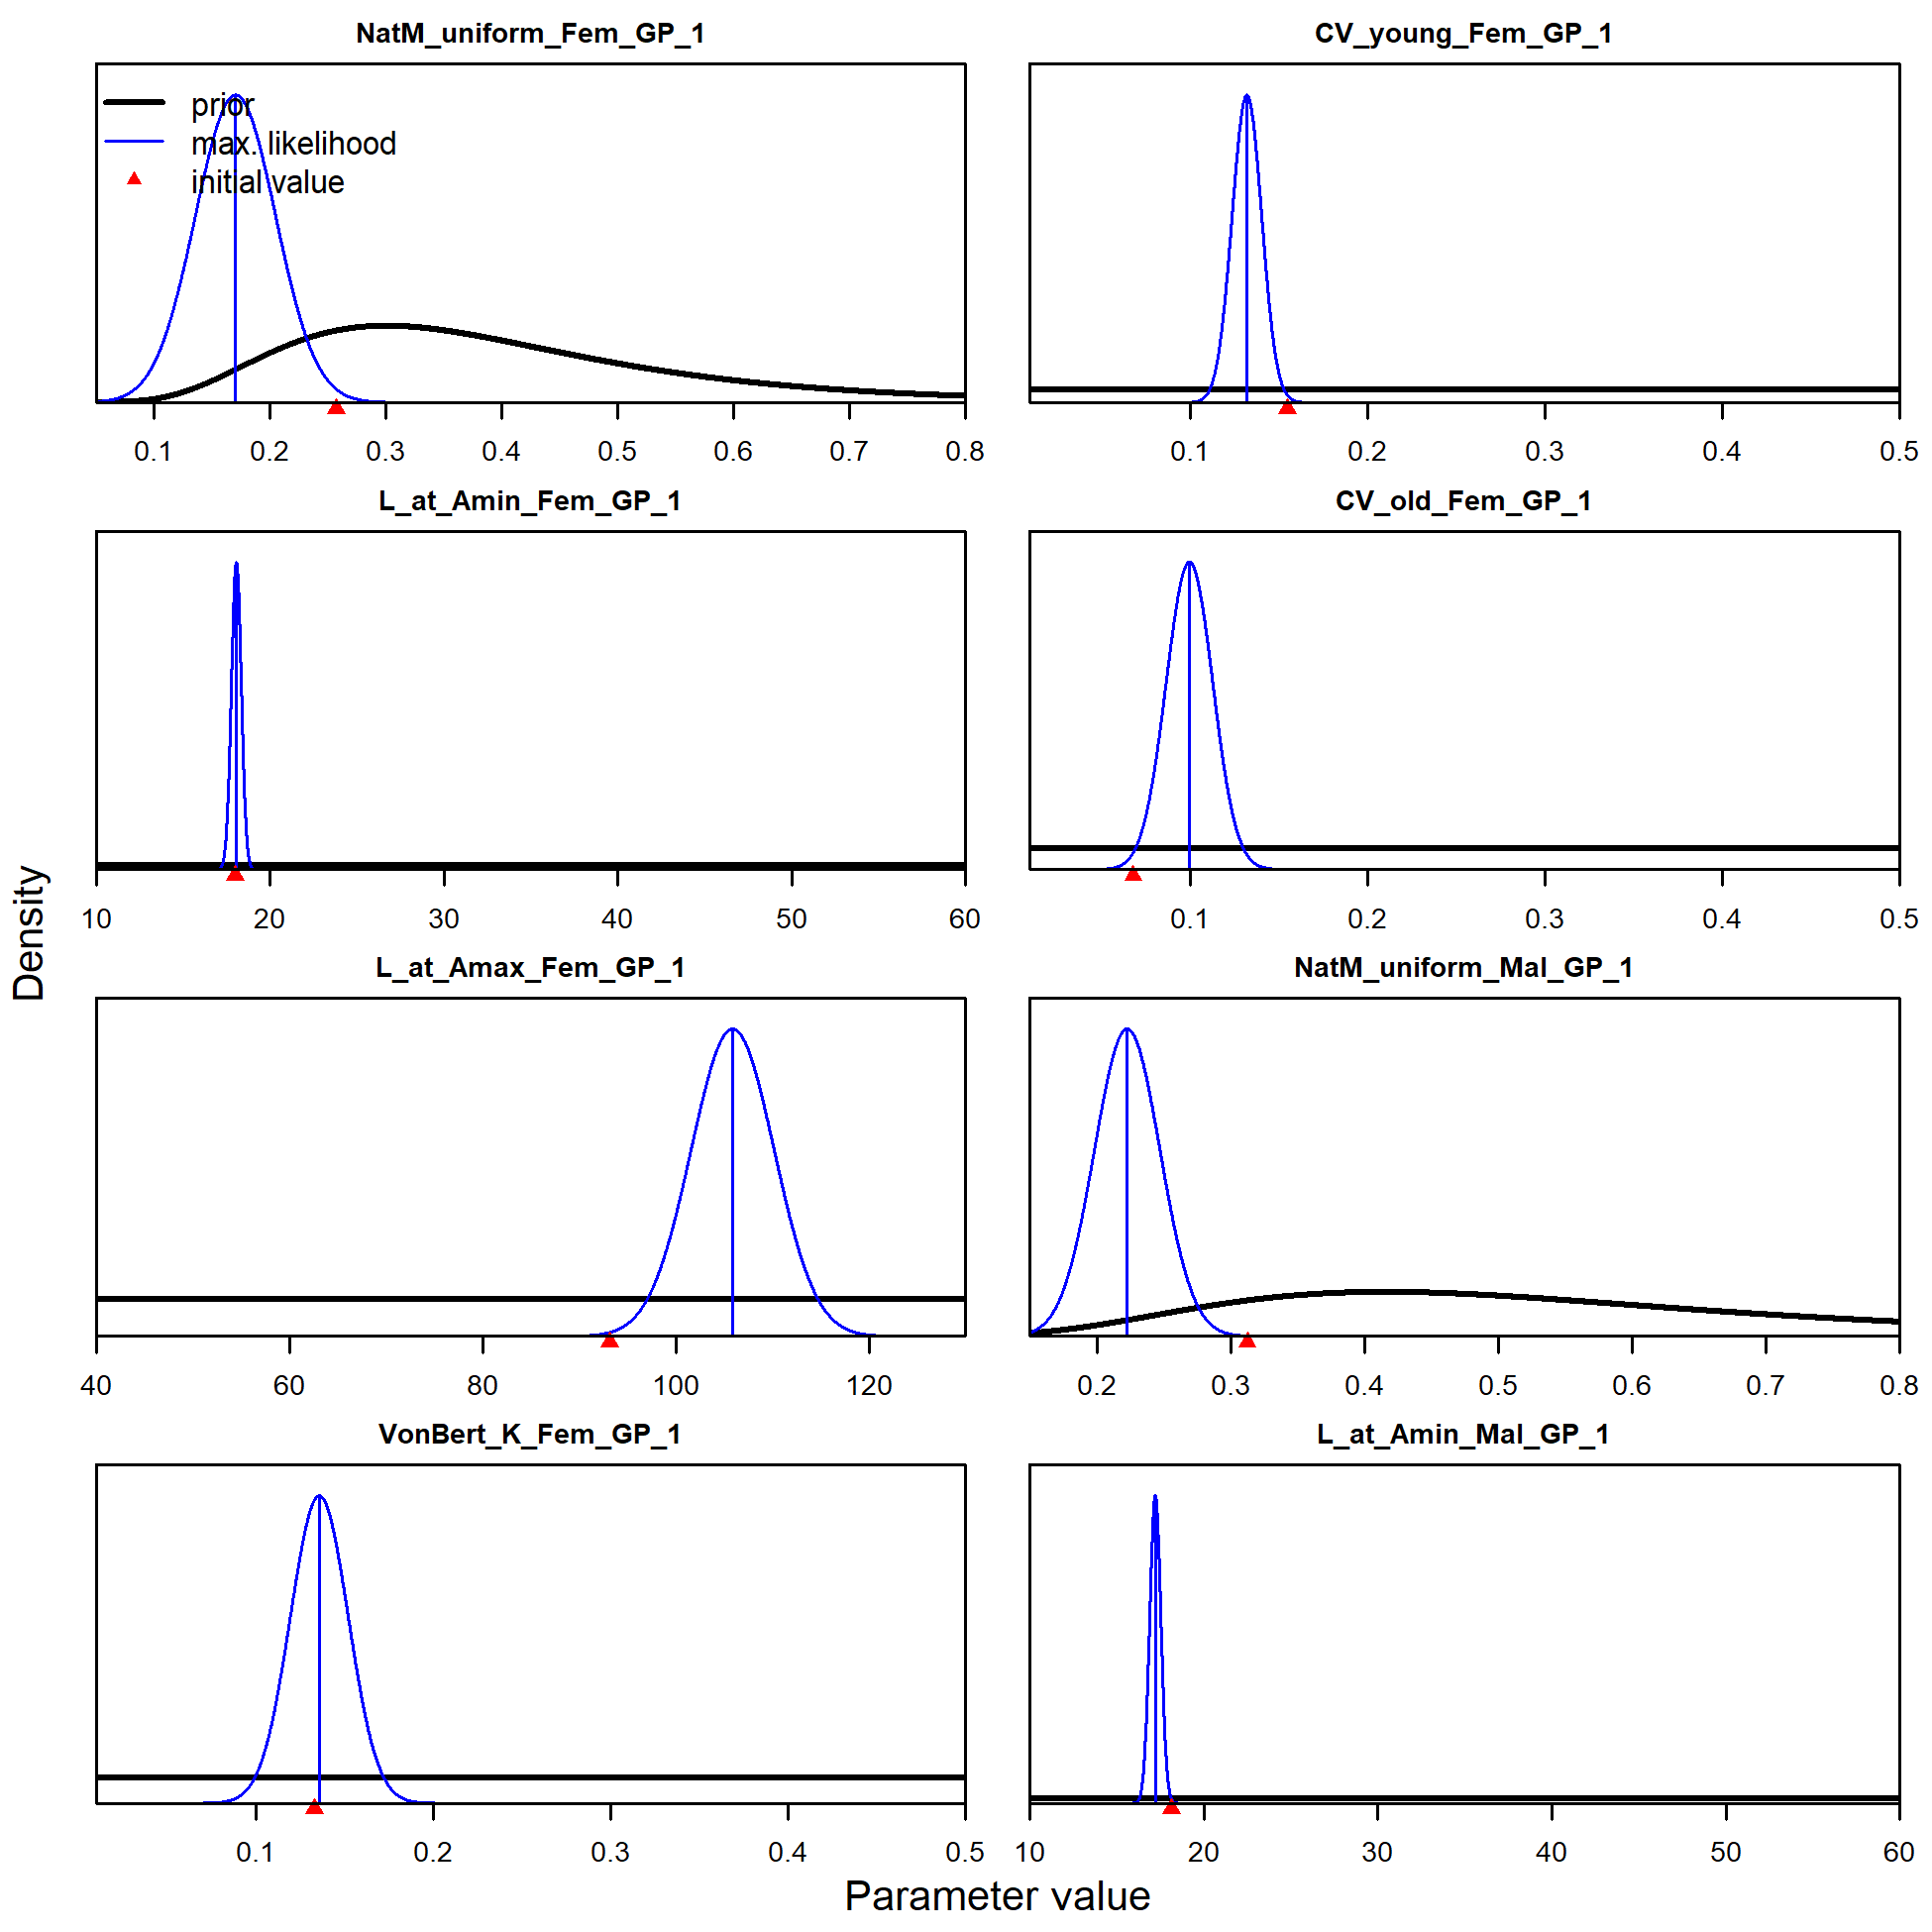 NatM_uniform_Fem_GP_1
prior
max. likelihood
initial value
0.1 0.2 0.3 0.4 0.5 0.6 0.7 0.8
CV_young_Fem_GP_1
0.1 0.2 0.3 0.4 0.5
L_at_Amin_Fem_GP_1
10 20 30 40 50 60
CV_old_Fem_GP_1
0.1 0.2 0.3 0.4 0.5
Density
L_at_Amax_Fem_GP_1
40 60 80 100 120
NatM_uniform_Mal_GP_1
0.2 0.3 0.4 0.5 0.6 0.7 0.8
VonBert_K_Fem_GP_1
0.1 0.2 0.3 0.4 0.5
L_at_Amin_Mal_GP_1
10 20 30 40 50 60
Parameter value